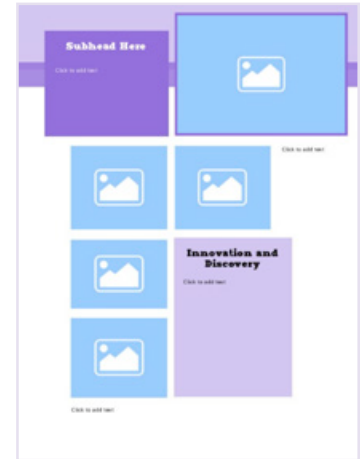 Subhead Here
Click to add text
Click to add text
Innovation and
Discovery
Click to add text
Click to add text